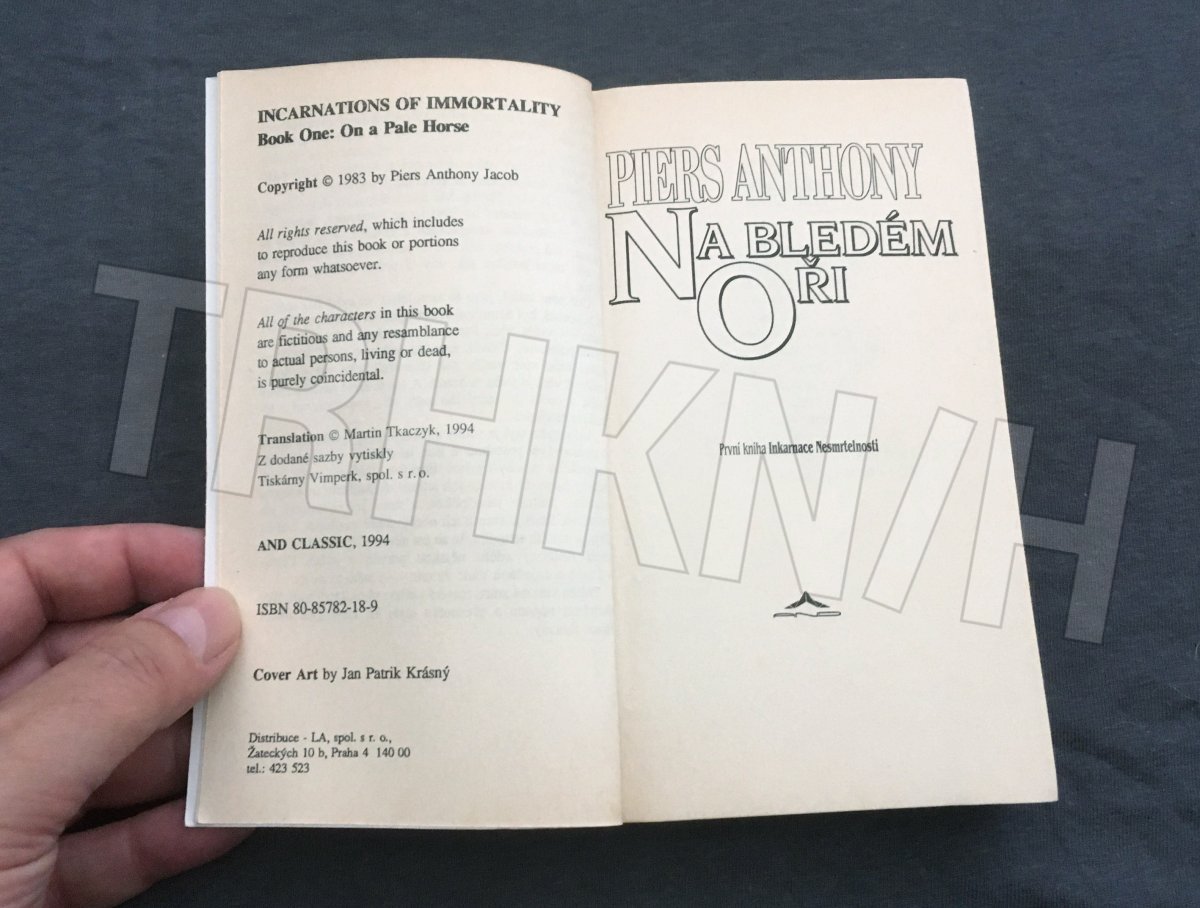 INCARNATIONS OF IMMORTALITY
Book One: On a Pale Horse
Copyright © 1983 by Piers Anthony Jacob
All rights reserved, which includes
to reproduce this book or portions
any form whatsoever.
All of the characters in this book
are fictitious and any resamblance
to actual persons, living or dead,
is purely coincidental.
Translation © Martin Tkaczyk, 1994
Z dodané sazby vytiskly
Tiskárny Vimperk, spol. s r. o.
AND CLASSIC, 1994
ISBN 80-85782-18-9
Cover Art by Jan Patrik Krásný
Distribuce - LA, spol. s r. o.,
Žateckých 10 b, Praha 4 140 00
tel.: 423 523
PIERS ANTHONY
NA BLEDÉM
OŘI
První kniha Inkarnace Nesmrtelnosti
TRHKNIH